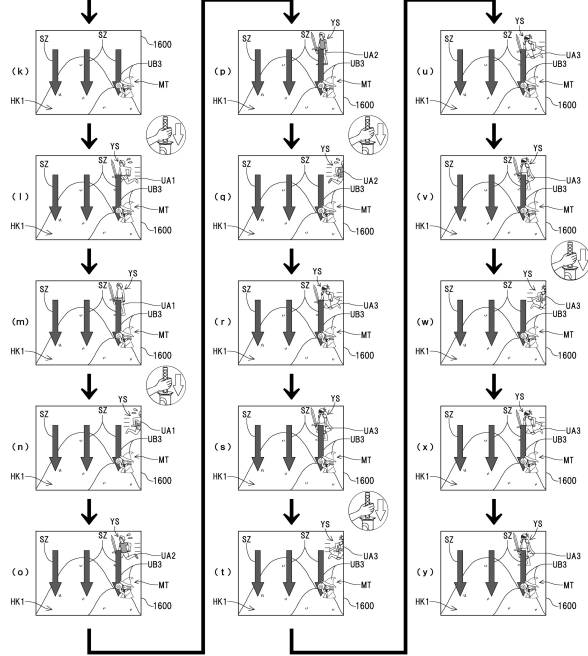 (k)
SZ
SZ
1600
UB3
MT
HK1
(l)
SZ
SZ
YS
UA1
UB3
MT
HK1
1600
(m)
SZ
SZ
YS
UA1
UB3
MT
HK1
1600
(n)
SZ
SZ
YS
UA1
UB3
MT
HK1
1600
(o)
SZ
SZ
YS
UA2
UB3
MT
HK1
1600
(p)
SZ
SZ
YS
UA2
UB3
MT
HK1
1600
(q)
SZ
SZ
YS
UA2
UB3
MT
HK1
1600
(r)
SZ
SZ
YS
UA3
UB3
MT
HK1
1600
(s)
SZ
SZ
YS
UA3
UB3
MT
HK1
1600
(t)
SZ
SZ
YS
UA3
UB3
MT
HK1
1600
(u)
SZ
SZ
YS
UA3
UB3
MT
HK1
1600
(v)
SZ
SZ
YS
UA3
UB3
MT
HK1
1600
(w)
SZ
SZ
YS
UA3
UB3
MT
HK1
1600
(x)
SZ
SZ
YS
UA3
UB3
MT
HK1
1600
(y)
SZ
SZ
YS
UA3
UB3
MT
HK1
1600